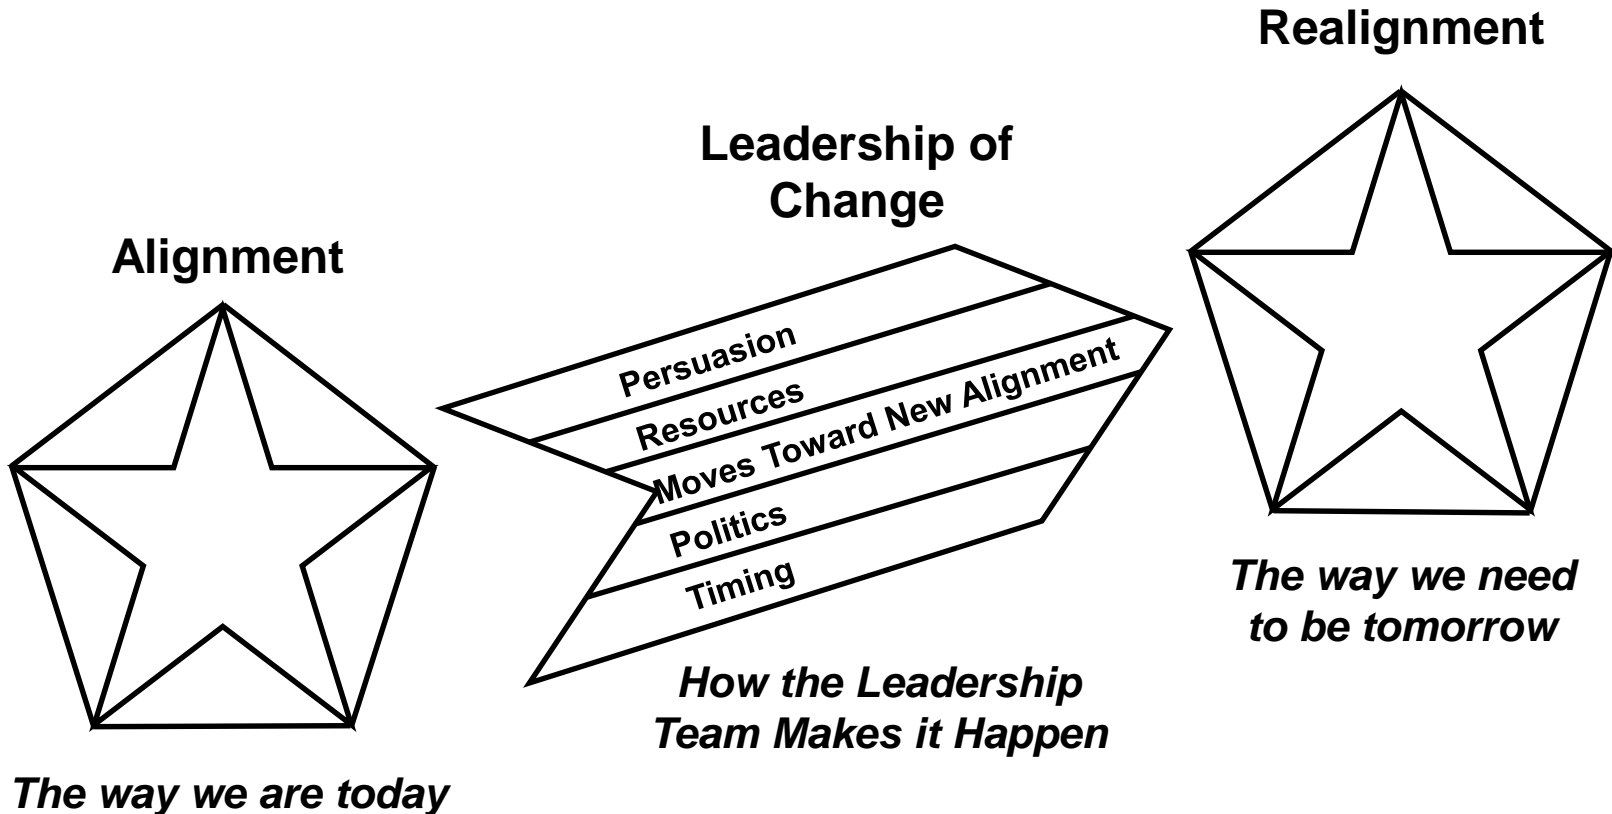 Realignment
Leadership of
Change
Alignment
Persuasion
Resources
Moves Toward New Alignment
Politics
Timing
The way we need
to be tomorrow
How the Leadership
Team Makes it Happen
The way we are today